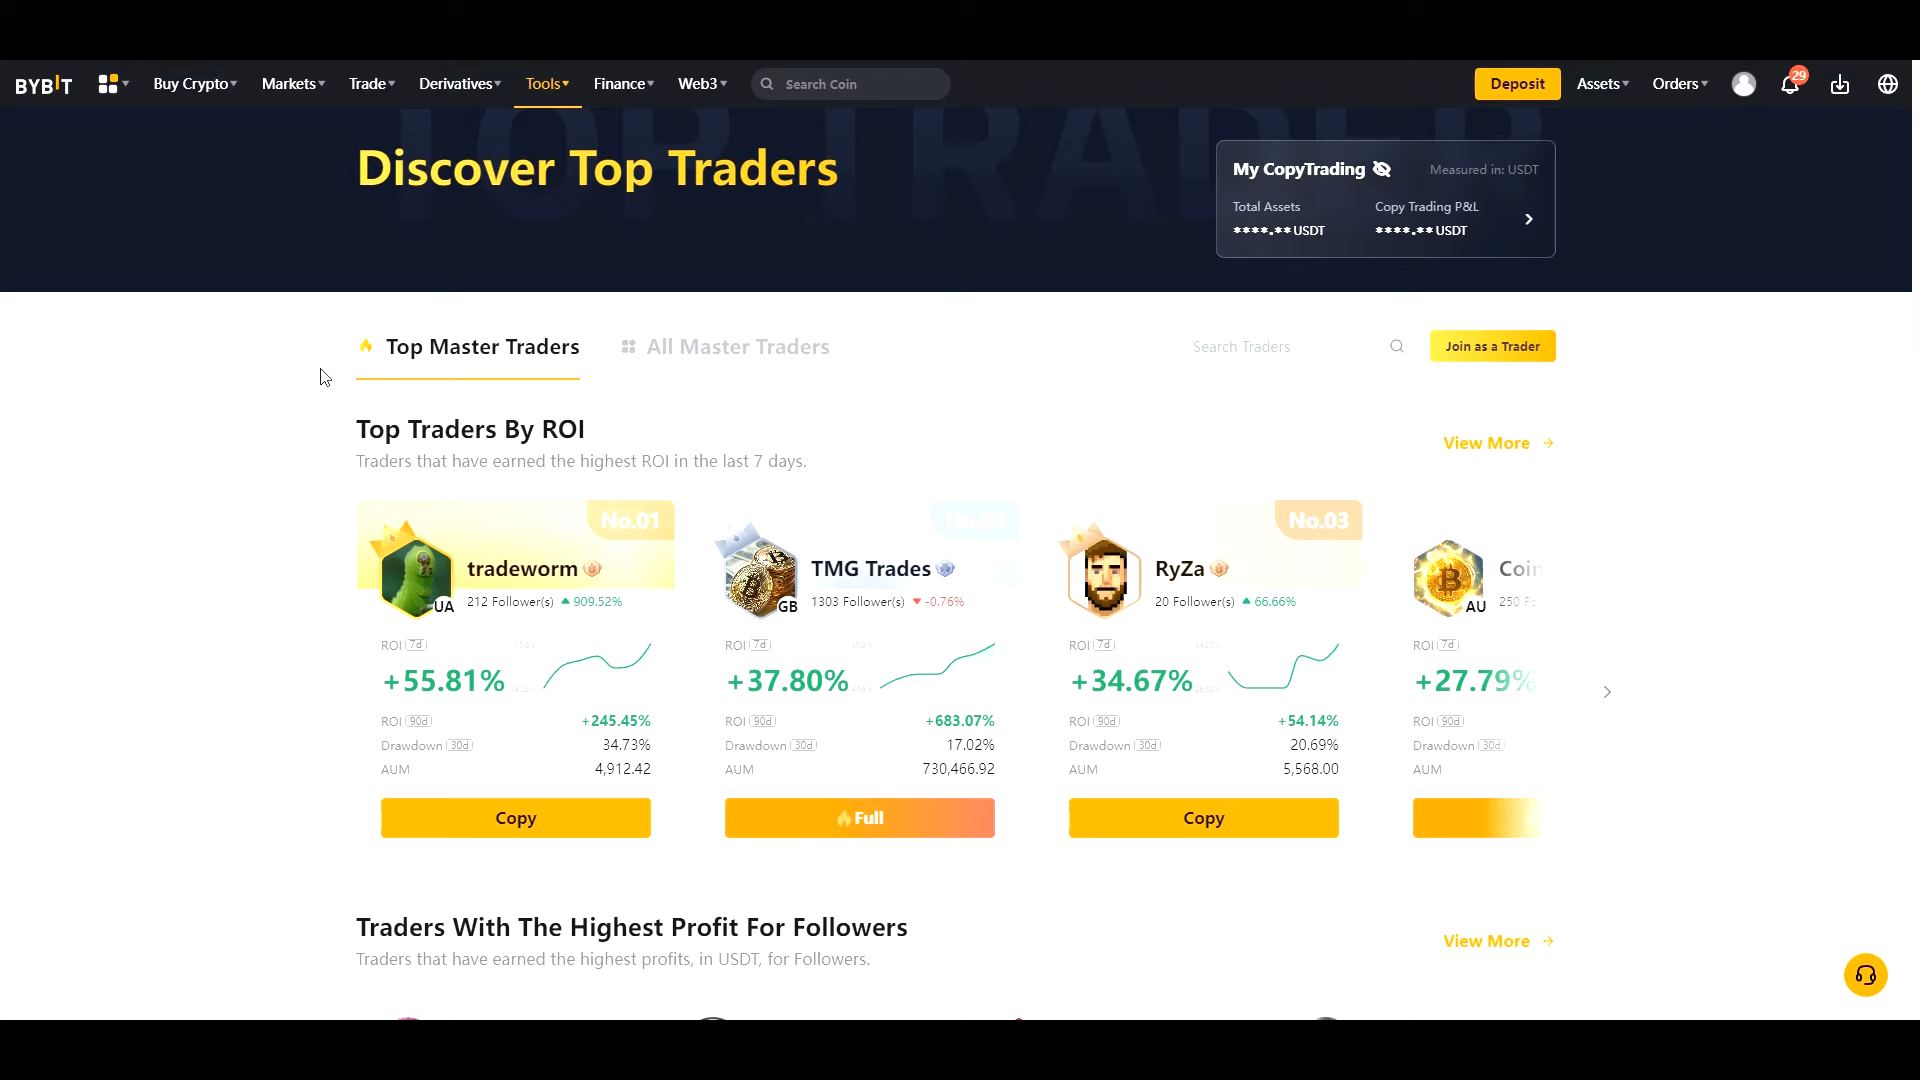 BYBIT Buy Crypto Markets Trade Derivatives Tools Finance Web3 Search Coin Deposit Assets Orders 29
TOP TRADER
Discover Top Traders
My CopyTrading Measured in: USDT
Total Assets Copy Trading P&L
****.** USDT ****.** USDT
Top Master Traders All Master Traders Search Traders Join as a Trader
Top Traders By ROI
View More
Traders that have earned the highest ROI in the last 7 days.
No.01 No.02 No.03
tradeworm TMG Trades RyZa Coin
UA 212 Follower(s) 909.52% GB 1303 Follower(s) -0.76% 20 Follower(s) 66.66% AU 250 Fo
ROI 7d ROI 7d ROI 7d ROI 7d
+55.81% +37.80% +34.67% +27.79%
ROI 90d +245.45% ROI 90d +683.07% ROI 90d +54.14% ROI 90d
Drawdown 30d 34.73% Drawdown 30d 17.02% Drawdown 30d 20.69% Drawdown 30d
AUM 4,912.42 AUM 730,466.92 AUM 5,568.00 AUM
Copy Full Copy
Traders With The Highest Profit For Followers
View More
Traders that have earned the highest profits, in USDT, for Followers.